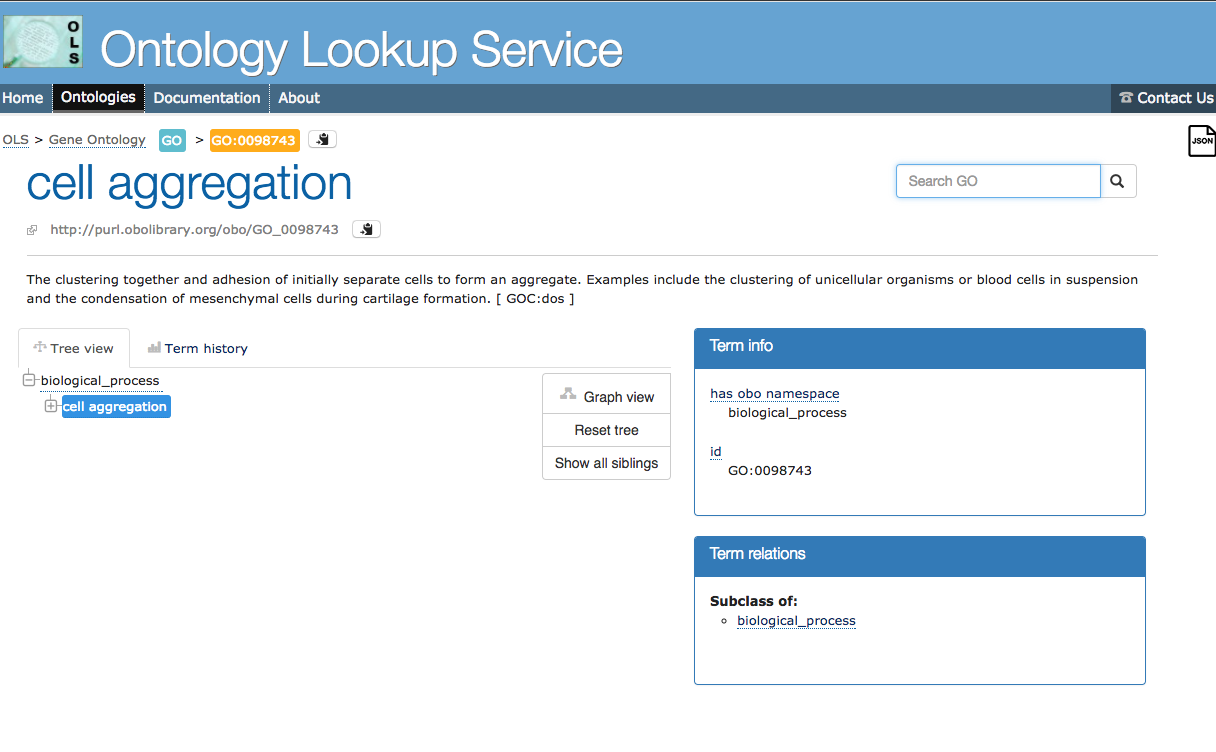 OLS
Ontology Lookup Service
Home Ontologies Documentation About Contact Us
OLS > Gene Ontology GO > GO:0098743
JSON
cell aggregation
Search GO
http://purl.obolibrary.org/obo/GO_0098743
The clustering together and adhesion of initially separate cells to form an aggregate. Examples include the clustering of unicellular organisms or blood cells in suspension
and the condensation of mesenchymal cells during cartilage formation. [ GOC:dos ]
Tree view Term history
biological_process
cell aggregation
Graph view
Reset tree
Show all siblings
Term info
has obo namespace
biological_process
id
GO:0098743
Term relations
Subclass of:
biological_process